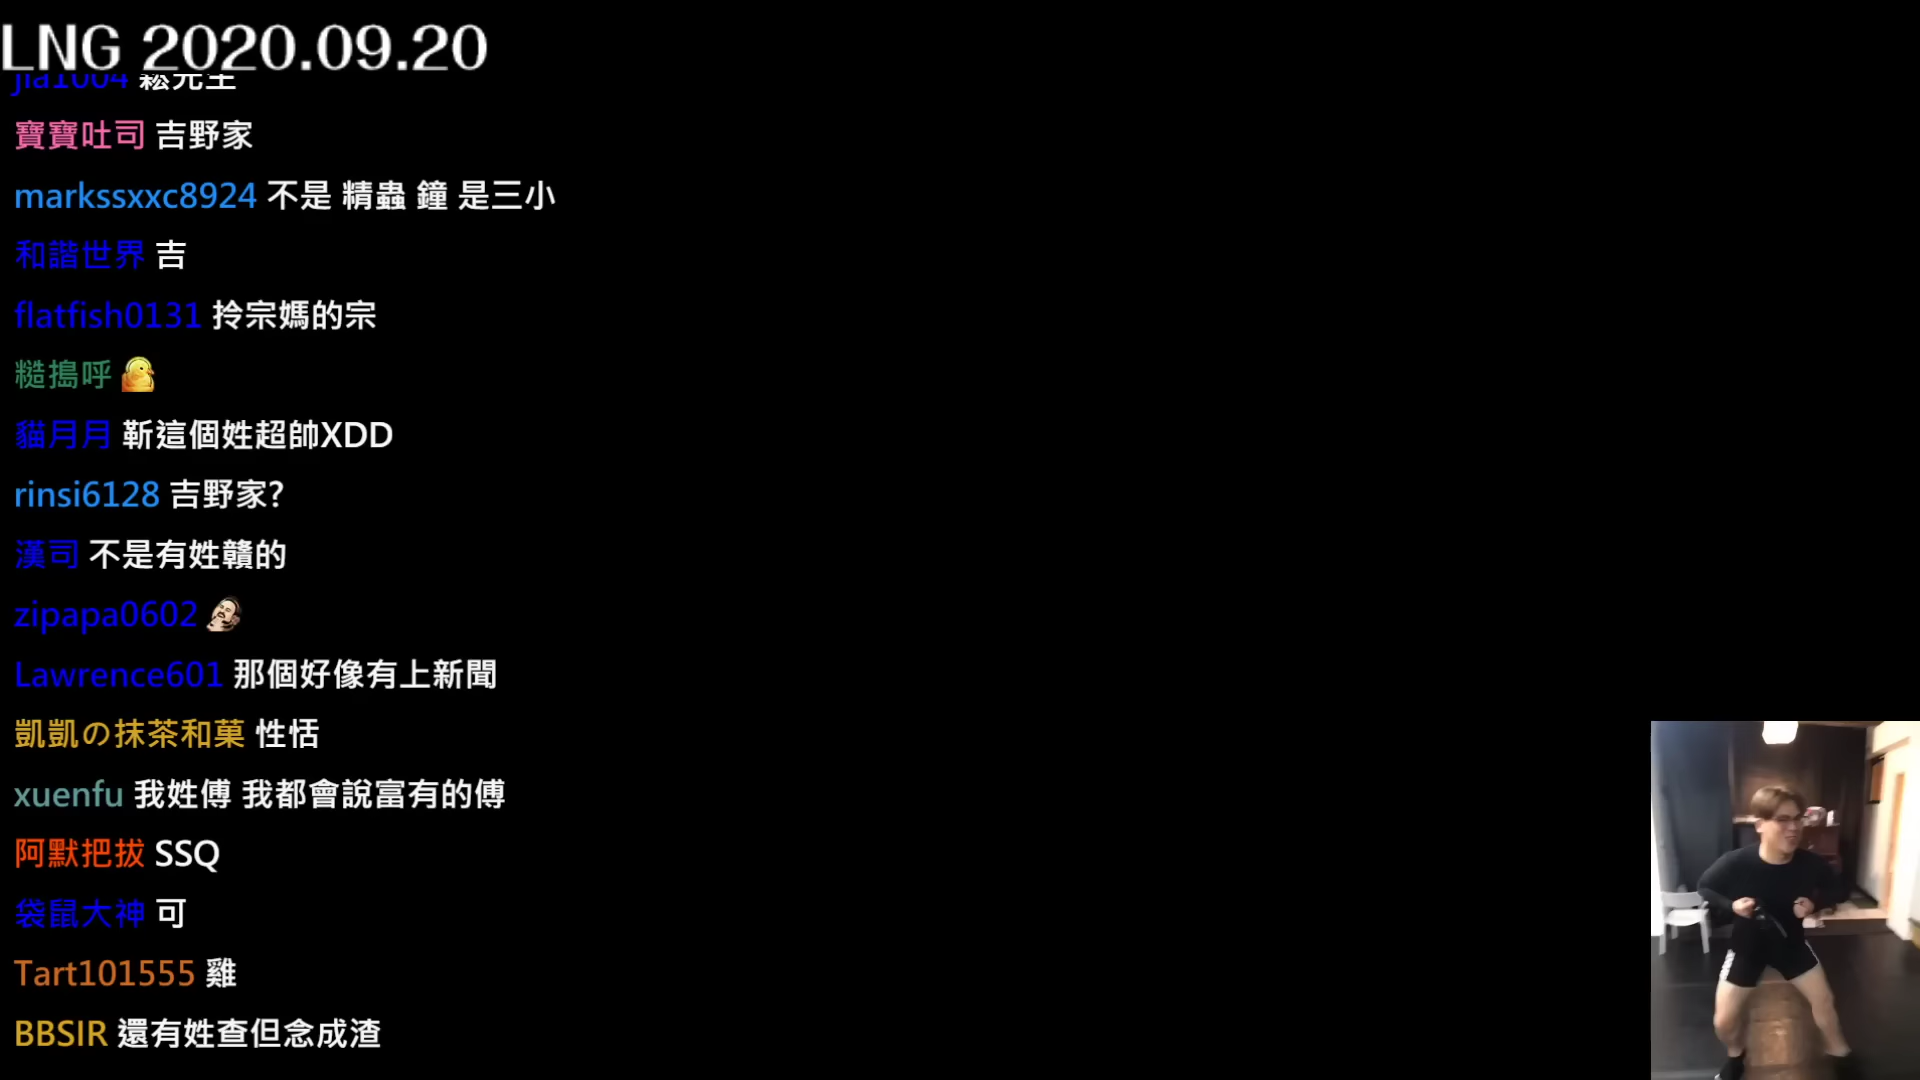 LNG 2020.09.20
jia1004 鬆先生
寶寶吐司 吉野家
markssxxc8924 不是 精蟲 鐘 是三小
和諧世界 吉
flatfish0131 拎宗媽的宗
糙搗呼
貓月月 靳這個姓超帥XDD
rinsi6128 吉野家?
漢司 不是有姓贛的
zipapa0602
Lawrence601 那個好像有上新聞
凱凱の抹茶和菓 性恬
xuenfu 我姓傅 我都會說富有的傅
阿默把拔 SSQ
袋鼠大神 可
Tart101555 雞
BBSIR 還有姓查但念成渣